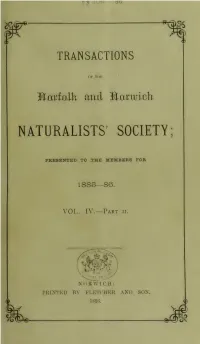 TRANSACTIONS
OF THE
Norfolk and Norwich
NATURALISTS' SOCIETY;
PRESENTED TO THE MEMBERS FOR
1885—86.
VOL. IV.—PART II.
NORWICH:
PRINTED BY FLETCHER AND SON.
1886.